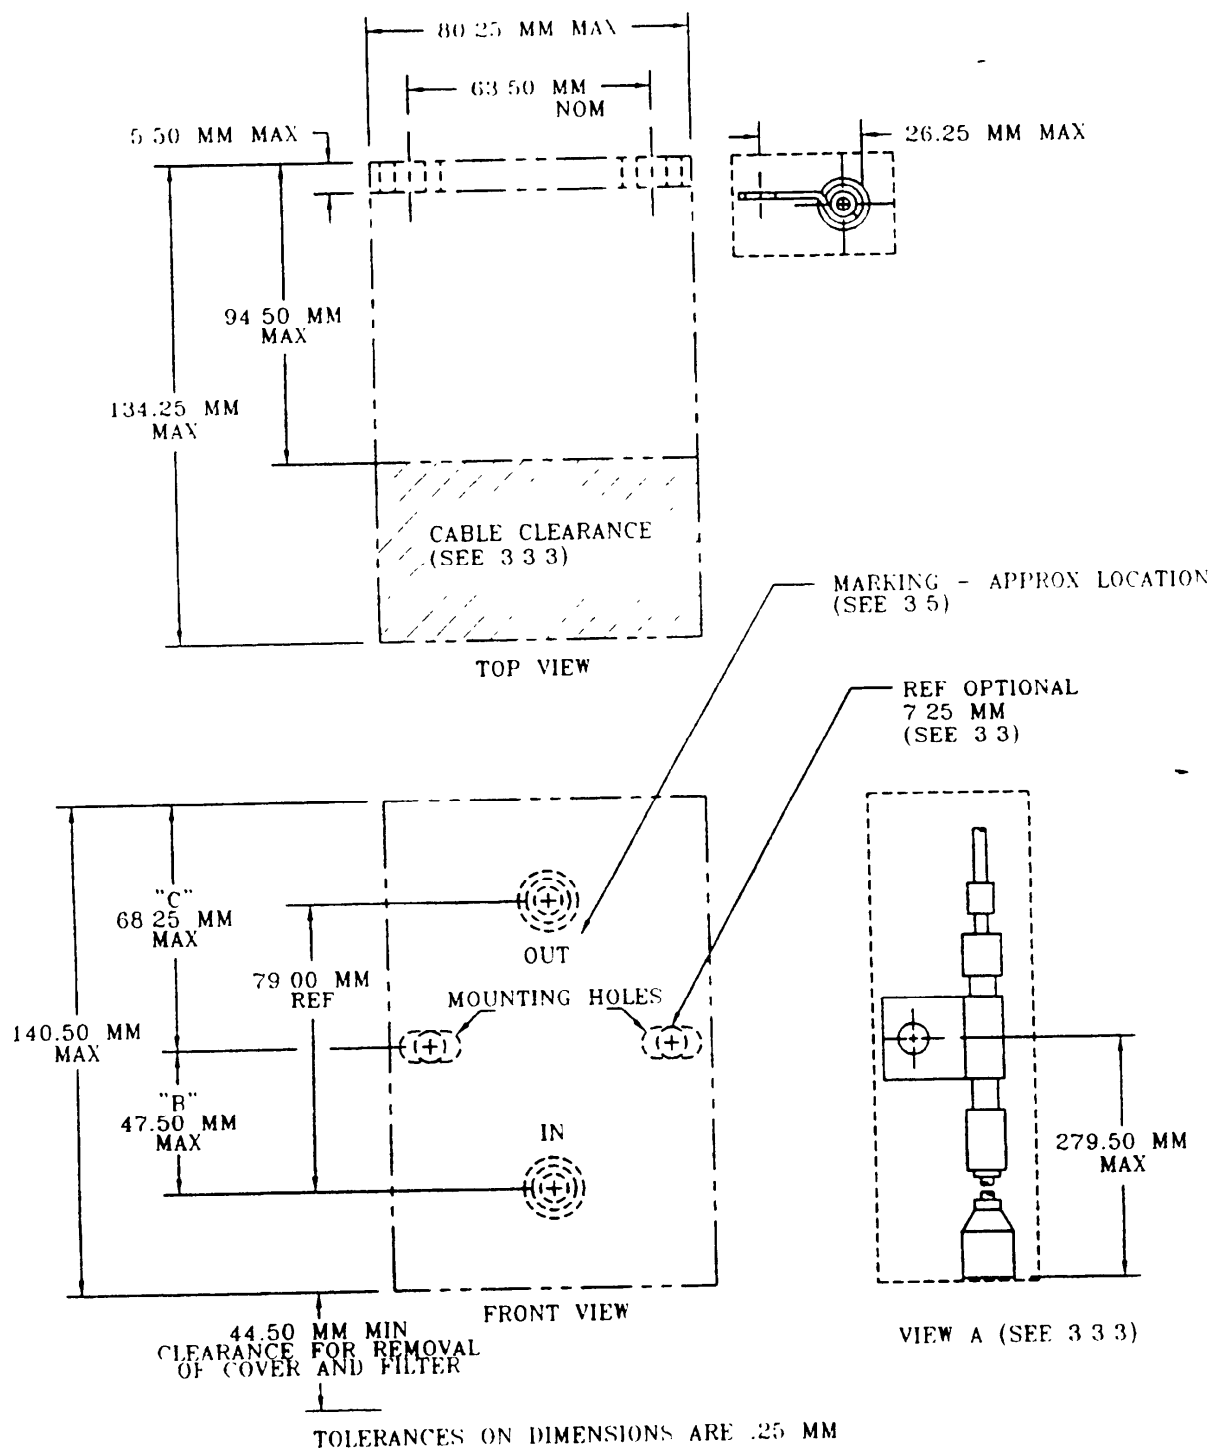 80.25 MM MAX
63.50 MM
NOM
5.50 MM MAX
26.25 MM MAX
94.50 MM
MAX
134.25 MM
MAX
CABLE CLEARANCE
(SEE 3 3 3)
TOP VIEW
MARKING - APPROX LOCATION
(SEE 3 5)
REF OPTIONAL
7 25 MM
(SEE 3 3)
"C"
68 25 MM
MAX
79 00 MM
REF
OUT
MOUNTING HOLES
140.50 MM
MAX
"B"
47.50 MM
MAX
IN
279.50 MM
MAX
FRONT VIEW
44.50 MM MIN
CLEARANCE FOR REMOVAL
OF COVER AND FILTER
VIEW A (SEE 3 3 3)
TOLERANCES ON DIMENSIONS ARE .25 MM